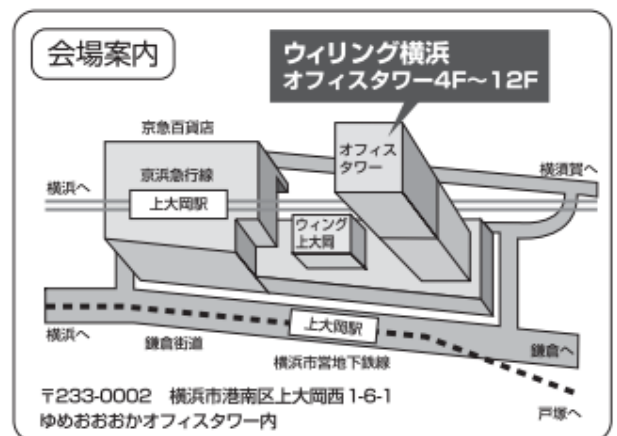 会場案内
ウィリング横浜
オフィスタワー4F～12F
京急百貨店
オフィス
タワー
京浜急行線
横須賀へ
横浜へ
上大岡駅
ウィング
上大岡
上大岡駅
横浜へ
鎌倉街道
鎌倉へ
横浜市営地下鉄線
〒233-0002　横浜市港南区上大岡西1-6-1
戸塚へ
ゆめおおおかオフィスタワー内